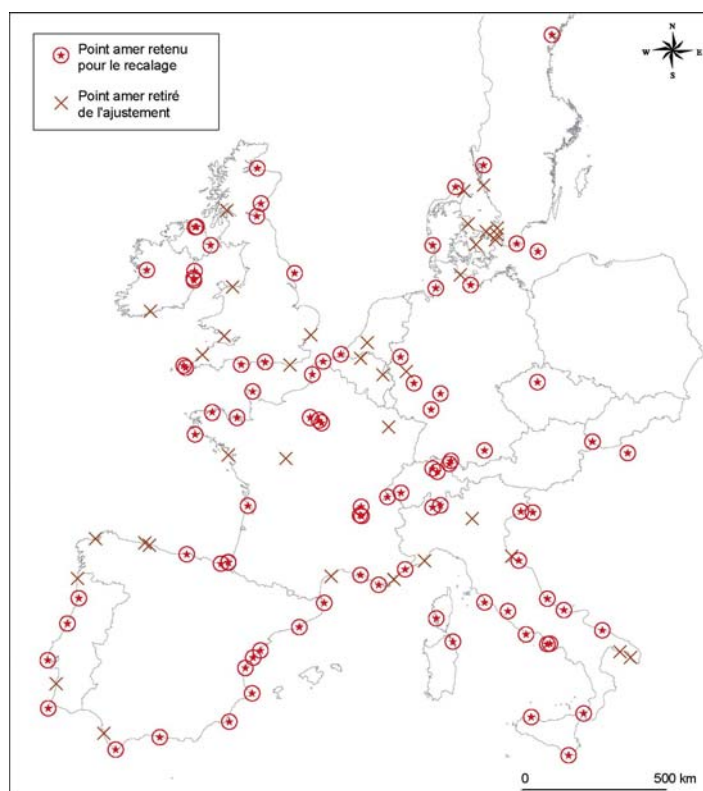 Point amer retenu
pour le recalage
Point amer retiré
de l'ajustement
N
W E
S
0 500 km